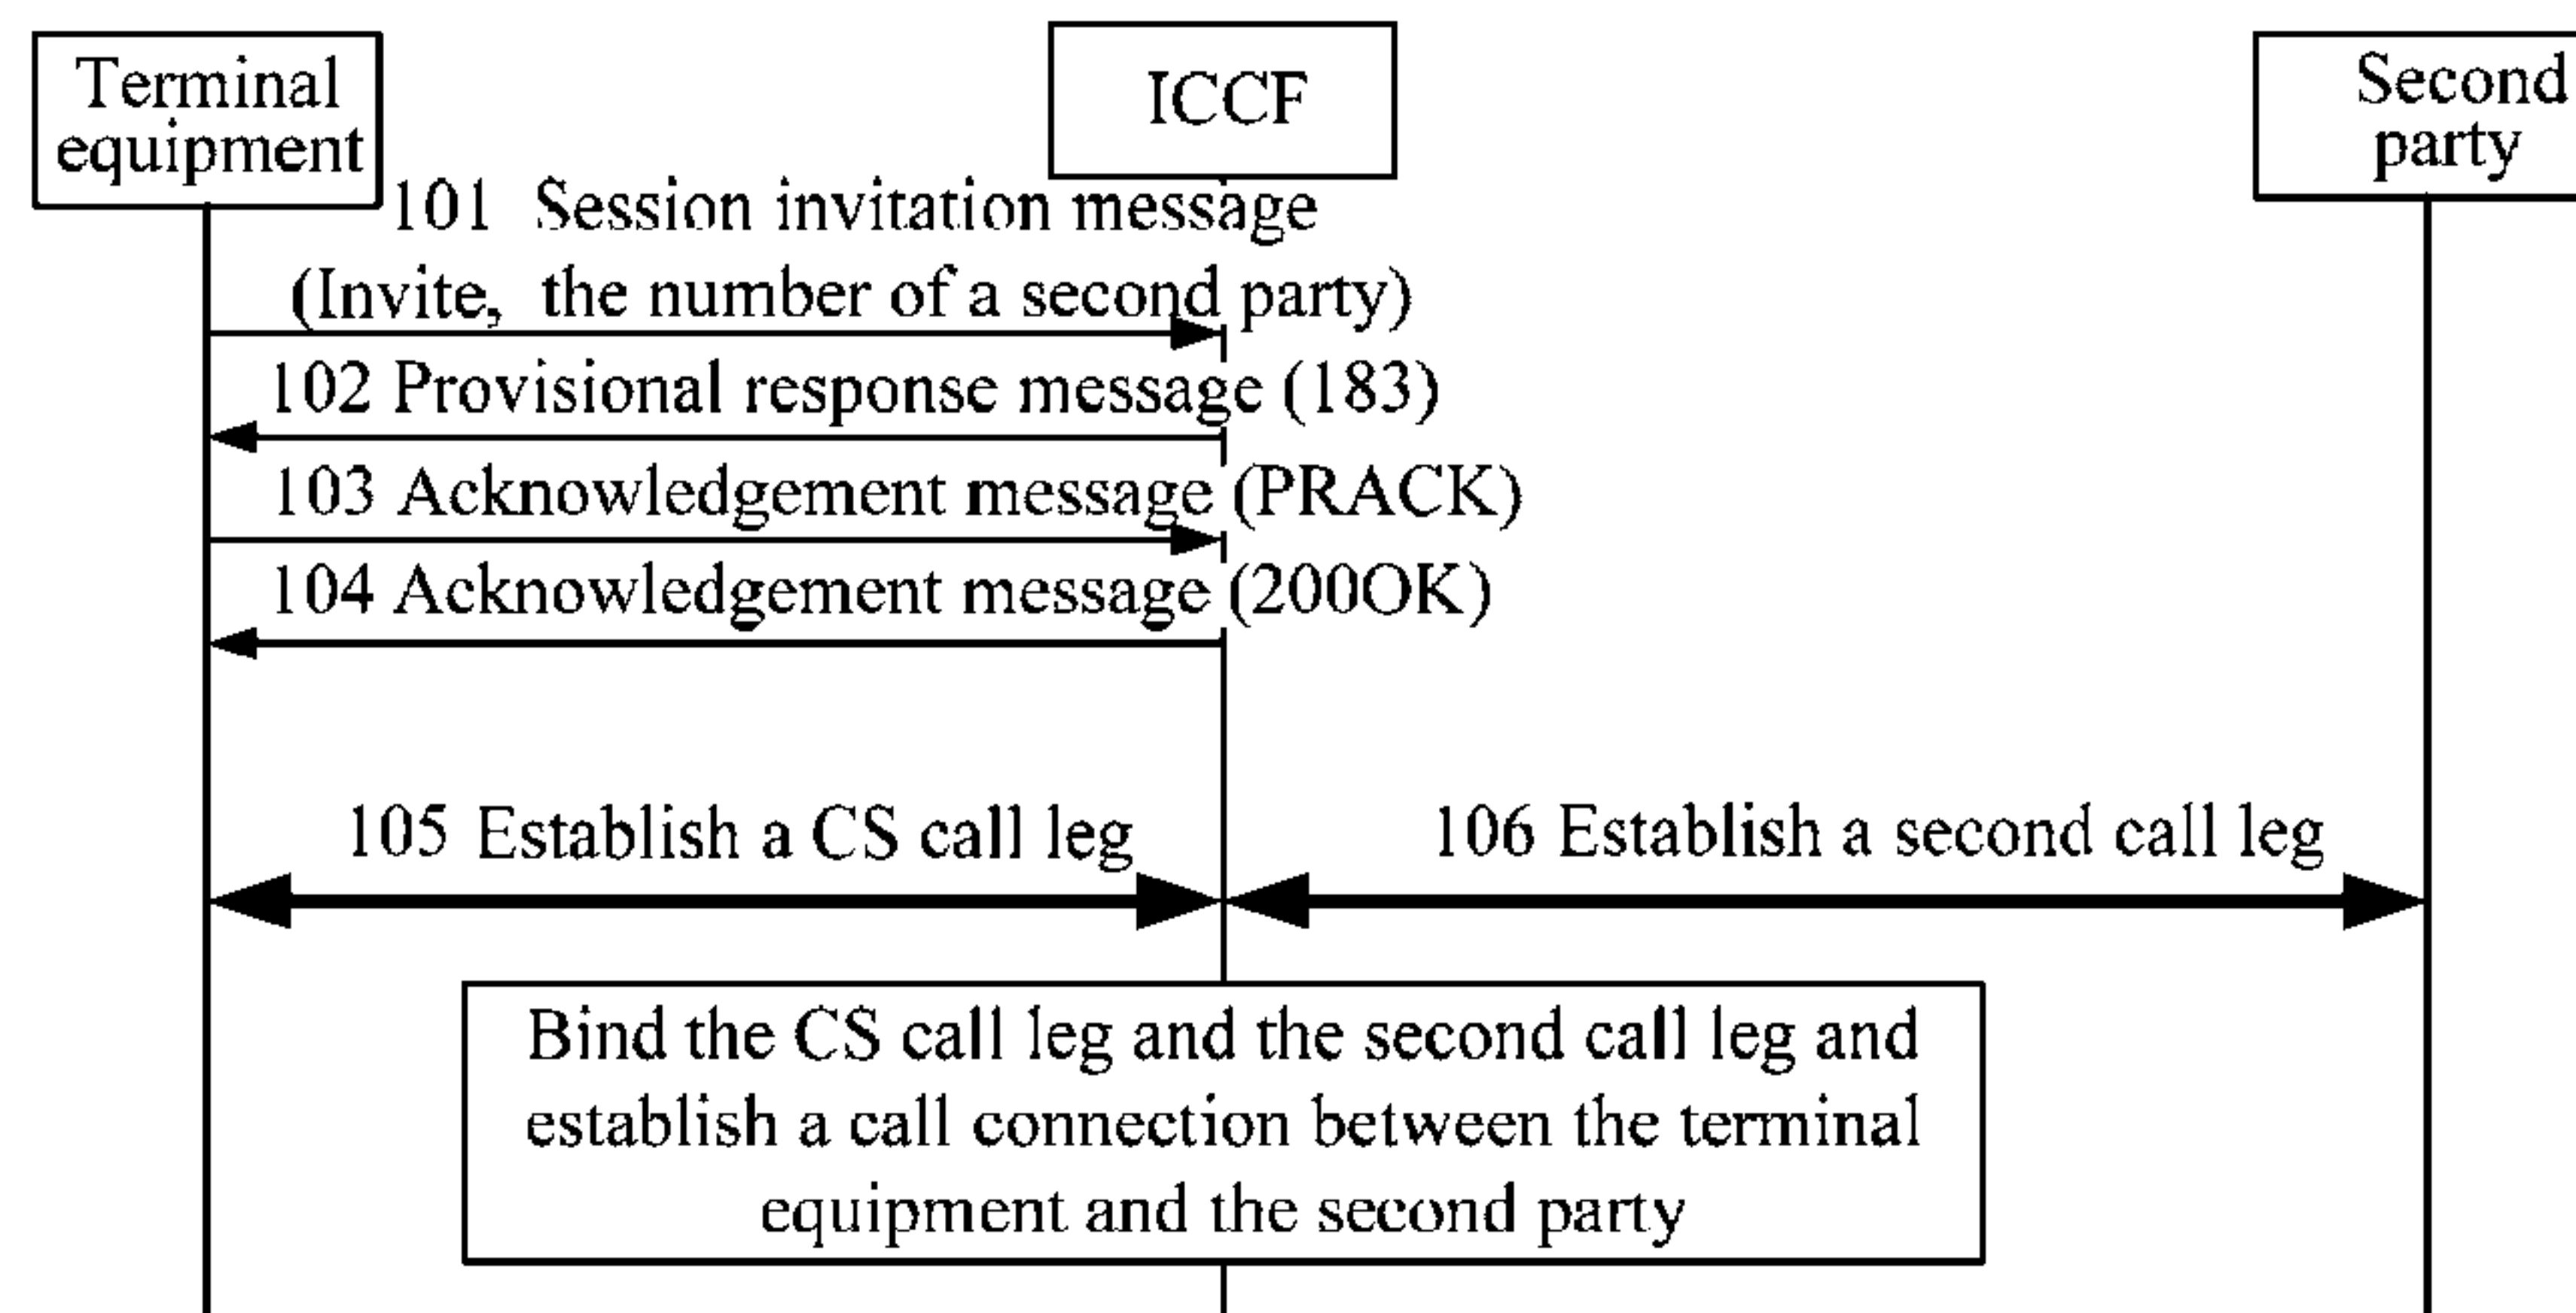 Terminal
equipment
ICCF
Second
party
101 Session invitation message
(Invite, the number of a second party)
102 Provisional response message (183)
103 Acknowledgement message (PRACK)
104 Acknowledgement message (200OK)
105 Establish a CS call leg
106 Establish a second call leg
Bind the CS call leg and the second call leg and
establish a call connection between the terminal
equipment and the second party